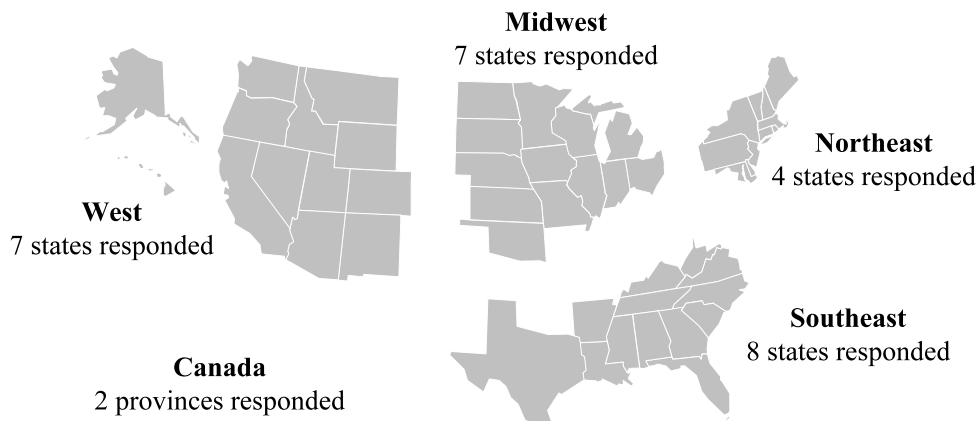 Midwest
7 states responded
Northeast
4 states responded
West
7 states responded
Southeast
8 states responded
Canada
2 provinces responded